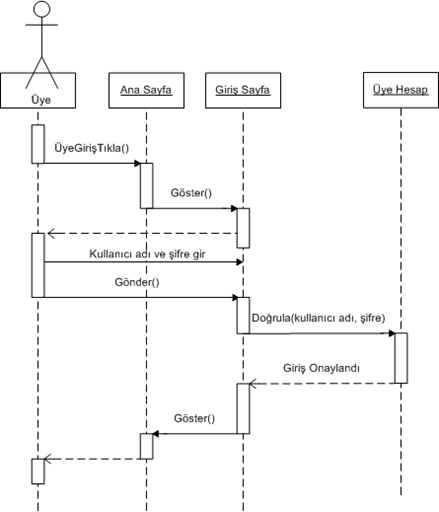 Üye
Ana Sayfa
Giriş Sayfa
Üye Hesap
ÜyeGirişTıkla()
Göster()
Kullanıcı adı ve şifre gir
Gönder()
Doğrula(kullanıcı adı, şifre)
Giriş Onaylandı
Göster()